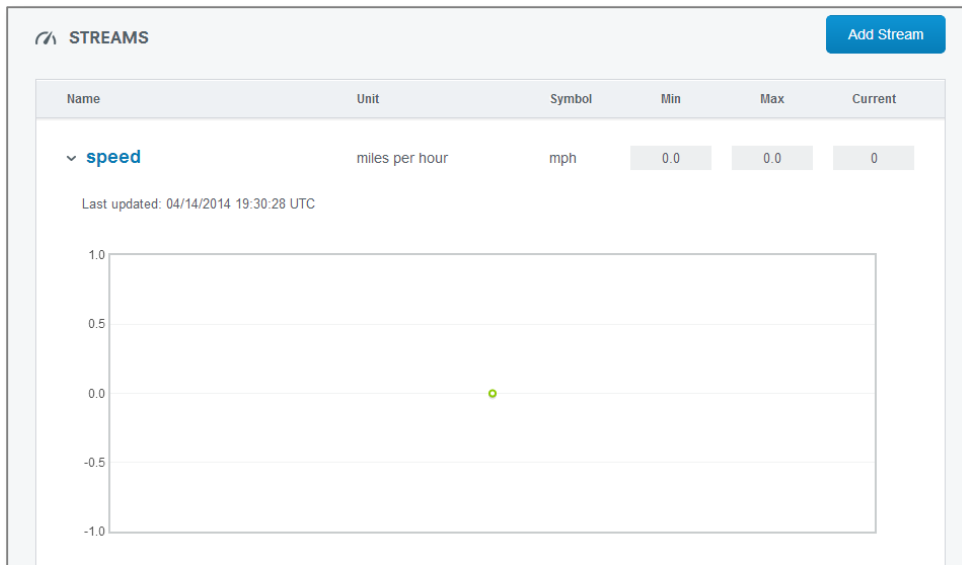 STREAMS
Add Stream
Name Unit Symbol Min Max Current
speed miles per hour mph 0.0 0.0 0
Last updated: 04/14/2014 19:30:28 UTC
1.0
0.5
0.0
-0.5
-1.0